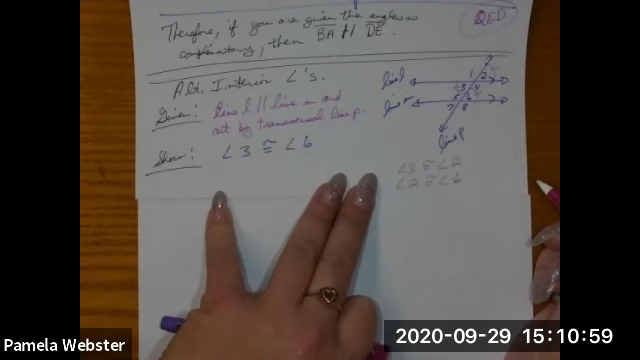 Therefore, if you are given the angles as
complementary, then BA // DE.
QED
Alt. Interior ∠'s.
Given: line l // line m and
cut by transversal line p.
Show: ∠3 ≅ ∠6
line l
line
line p
1 2
3 4
5 6
7 8
∠3 ≅ ∠2
∠2 ≅ ∠6
Pamela Webster
2020-09-29 15:10:59